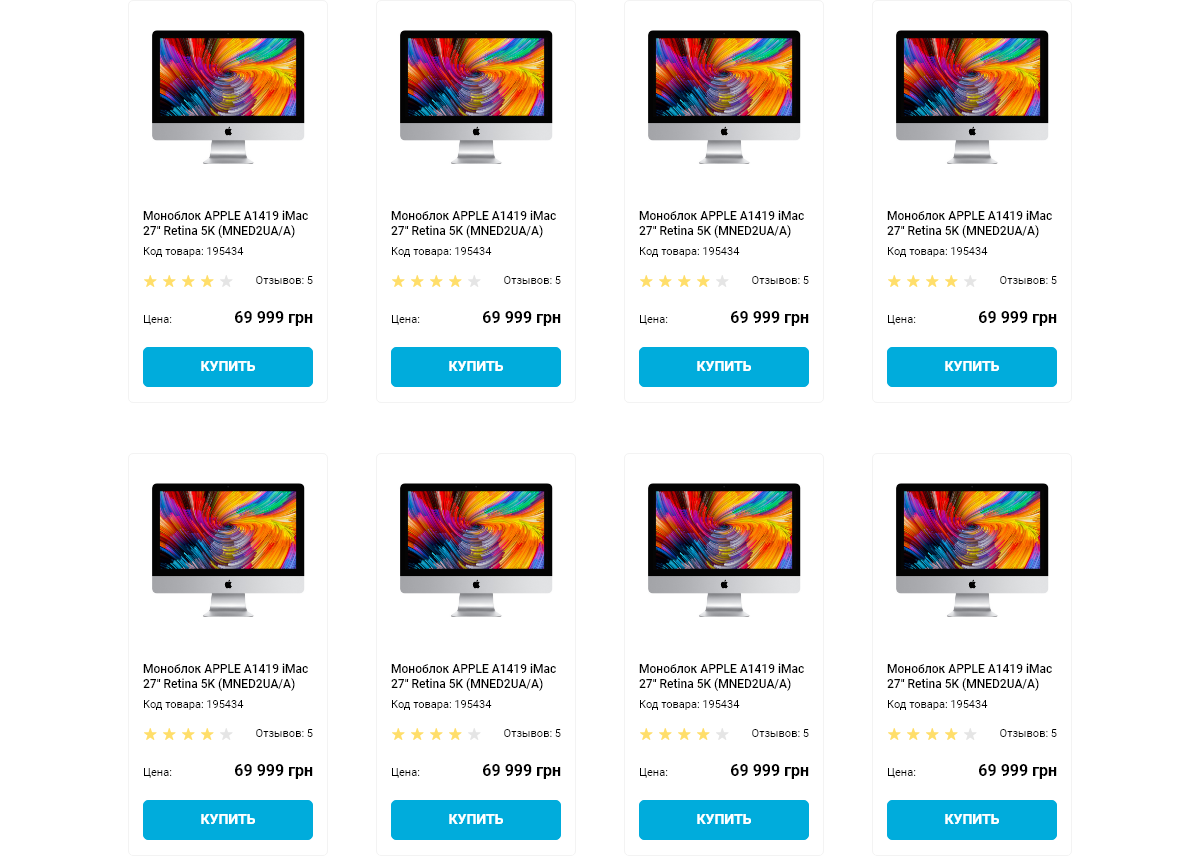 Моноблок APPLE A1419 iMac
27" Retina 5K (MNED2UA/A)
Код товара: 195434
Отзывов: 5
Цена: 69 999 грн
КУПИТЬ
Моноблок APPLE A1419 iMac
27" Retina 5K (MNED2UA/A)
Код товара: 195434
Отзывов: 5
Цена: 69 999 грн
КУПИТЬ
Моноблок APPLE A1419 iMac
27" Retina 5K (MNED2UA/A)
Код товара: 195434
Отзывов: 5
Цена: 69 999 грн
КУПИТЬ
Моноблок APPLE A1419 iMac
27" Retina 5K (MNED2UA/A)
Код товара: 195434
Отзывов: 5
Цена: 69 999 грн
КУПИТЬ
Моноблок APPLE A1419 iMac
27" Retina 5K (MNED2UA/A)
Код товара: 195434
Отзывов: 5
Цена: 69 999 грн
КУПИТЬ
Моноблок APPLE A1419 iMac
27" Retina 5K (MNED2UA/A)
Код товара: 195434
Отзывов: 5
Цена: 69 999 грн
КУПИТЬ
Моноблок APPLE A1419 iMac
27" Retina 5K (MNED2UA/A)
Код товара: 195434
Отзывов: 5
Цена: 69 999 грн
КУПИТЬ
Моноблок APPLE A1419 iMac
27" Retina 5K (MNED2UA/A)
Код товара: 195434
Отзывов: 5
Цена: 69 999 грн
КУПИТЬ